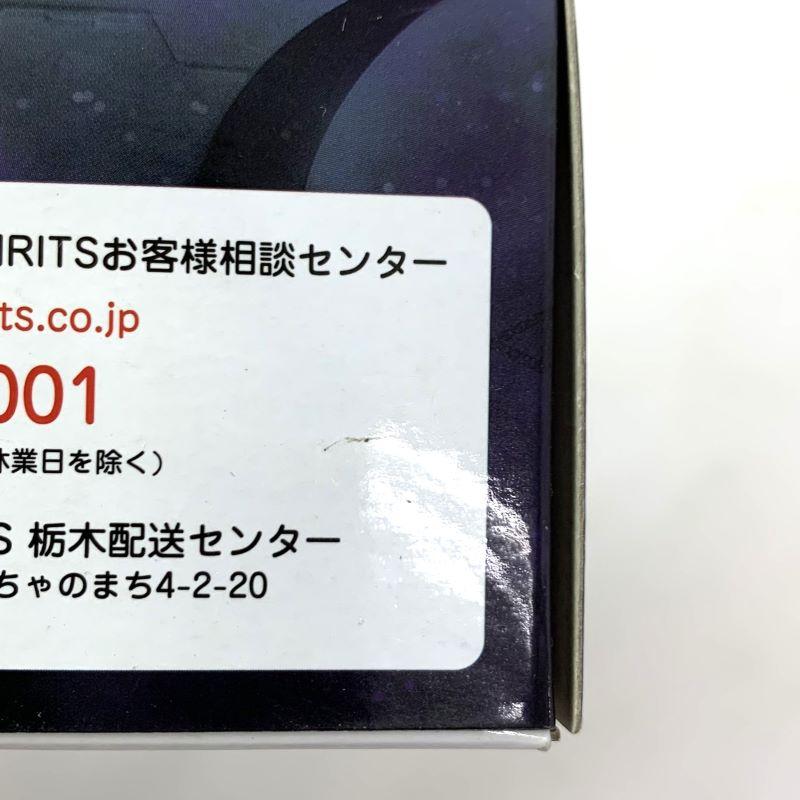 IRITSお客様相談センター
ts.co.jp
001
休業日を除く)
S 栃木配送センター
ちゃのまち4-2-20